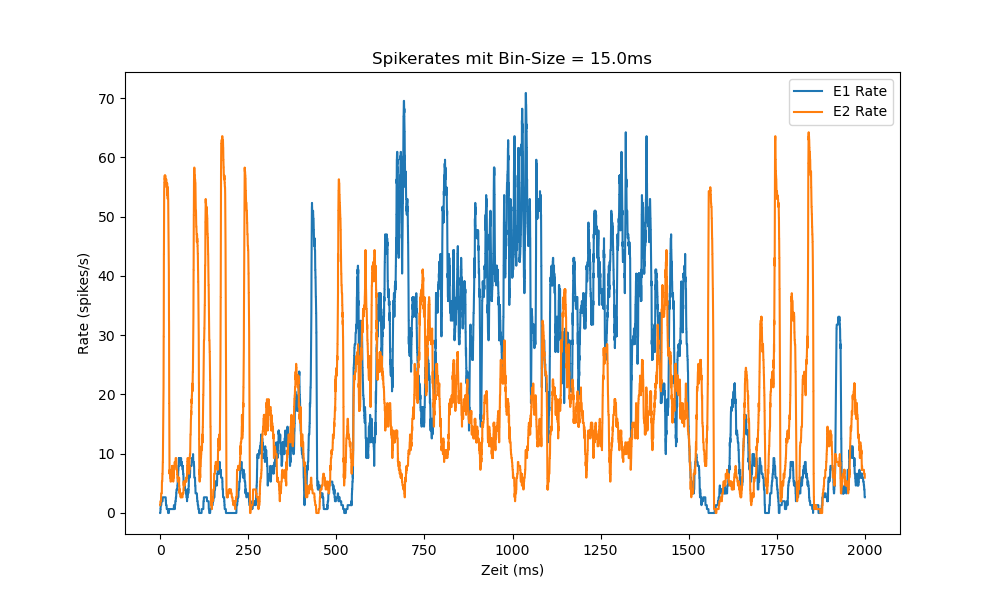 Spikerates mit Bin-Size = 15.0ms
E1 Rate
E2 Rate
Rate (spikes/s)
70
60
50
40
30
20
10
0
0 250 500 750 1000 1250 1500 1750 2000
Zeit (ms)